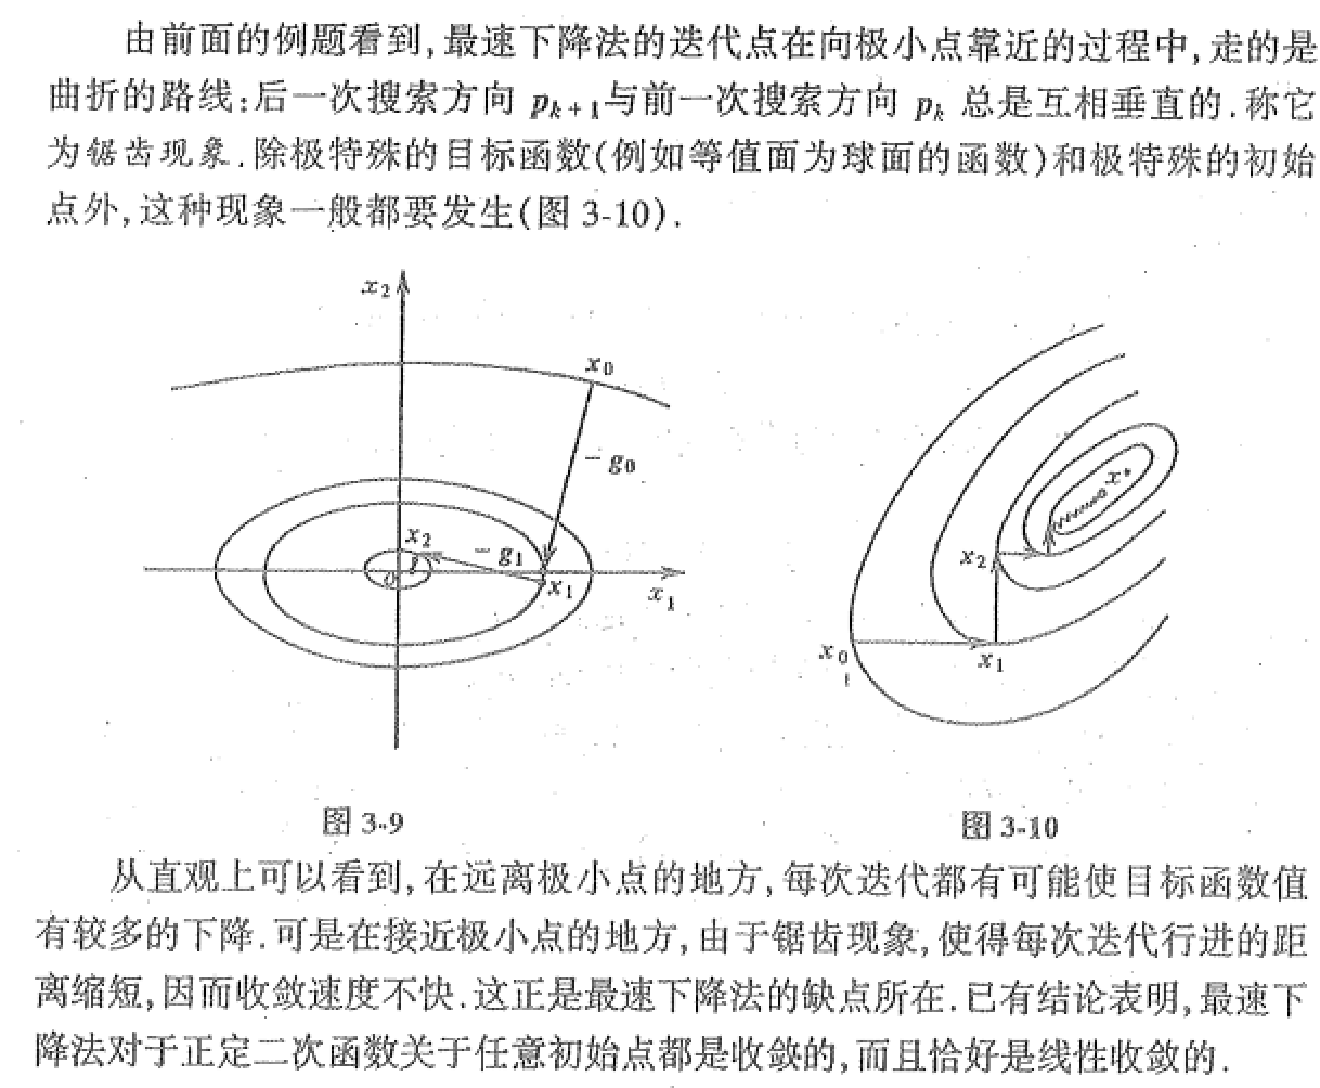 由前面的例题看到,最速下降法的迭代点在向极小点靠近的过程中,走的是
曲折的路线;后一次搜索方向 pk+1与前一次搜索方向 pk 总是互相垂直的.称它
为锯齿现象.除极特殊的目标函数(例如等值面为球面的函数)和极特殊的初始
点外,这种现象一般都要发生(图 3-10).
x2
x0
-g0
x2
-g1
o
x1
x1
图 3-9
x*
x2
x0
x1
图 3-10
从直观上可以看到,在远离极小点的地方,每次迭代都有可能使目标函数值
有较多的下降.可是在接近极小点的地方,由于锯齿现象,使得每次迭代行进的距
离缩短,因而收敛速度不快.这正是最速下降法的缺点所在.已有结论表明,最速下
降法对于正定二次函数关于任意初始点都是收敛的,而且恰好是线性收敛的.